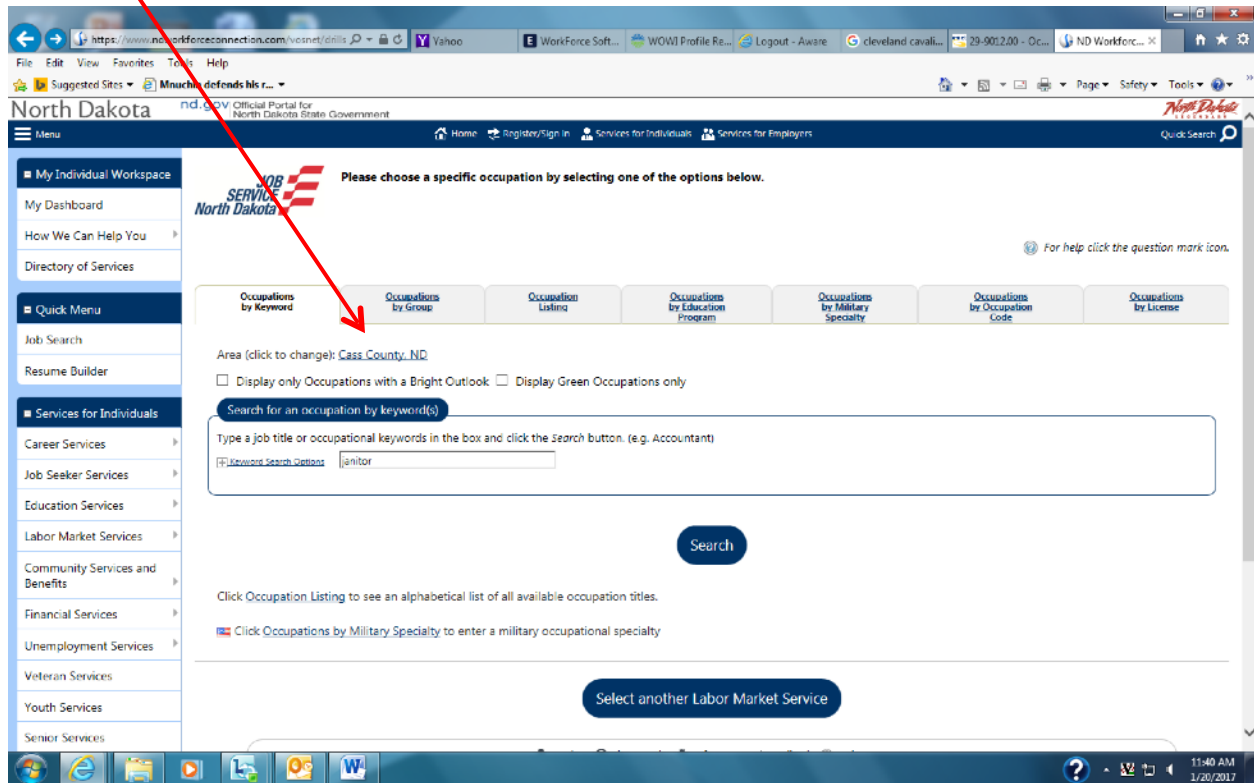 https://www.ndworkforceconnection.com/vosnet/drills
Yahoo
WorkForce Soft...
WOWI Profile Re...
Logout - Aware
cleveland cavali...
29-9012.00 - Oc...
ND Workforc...
File Edit View Favorites Tools Help
Suggested Sites
Mnuchin defends his r...
Page Safety Tools
North Dakota nd.gov Official Portal for
North Dakota State Government
Menu
Home Register/Sign In Services for Individuals Services for Employers
Quick Search
My Individual Workspace
My Dashboard
How We Can Help You
Directory of Services
Quick Menu
Job Search
Resume Builder
Services for Individuals
Career Services
Job Seeker Services
Education Services
Labor Market Services
Community Services and
Benefits
Financial Services
Unemployment Services
Veteran Services
Youth Services
Senior Services
JOB
SERVICE
North Dakota
Please choose a specific occupation by selecting one of the options below.
For help click the question mark icon.
Occupations
by Keyword
Occupations
by Group
Occupation
Listing
Occupations
by Education
Program
Occupations
by Military
Specialty
Occupations
by Occupation
Code
Occupations
by License
Area (click to change): Cass County, ND
Display only Occupations with a Bright Outlook Display Green Occupations only
Search for an occupation by keyword(s)
Type a job title or occupational keywords in the box and click the Search button. (e.g. Accountant)
Keyword Search Options janitor
Search
Click Occupation Listing to see an alphabetical list of all available occupation titles.
Click Occupations by Military Specialty to enter a military occupational specialty
Select another Labor Market Service
11:40 AM
1/20/2017